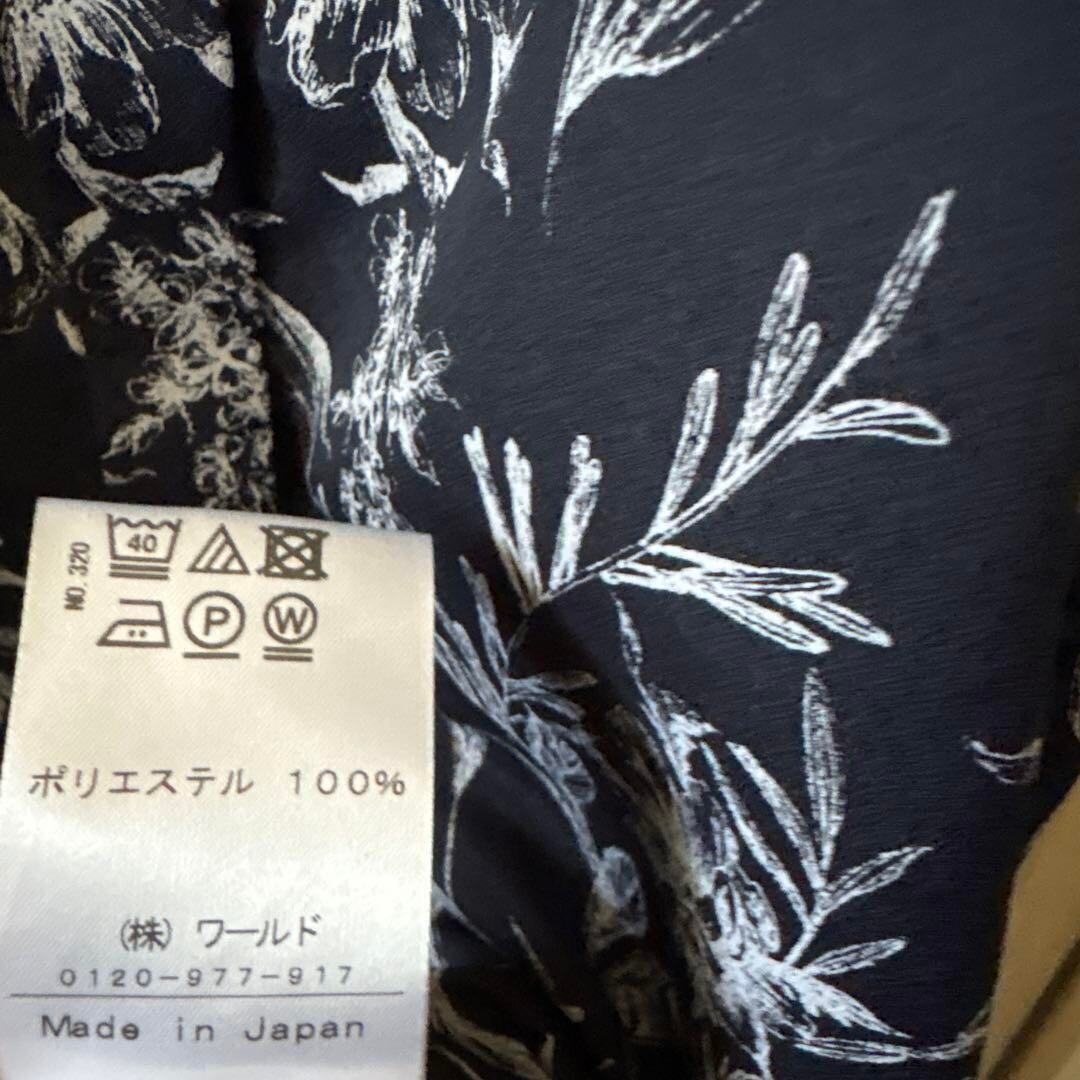 NO.320
40
P W
ポリエステル 100%
(株) ワールド
0120-977-917
Made in Japan